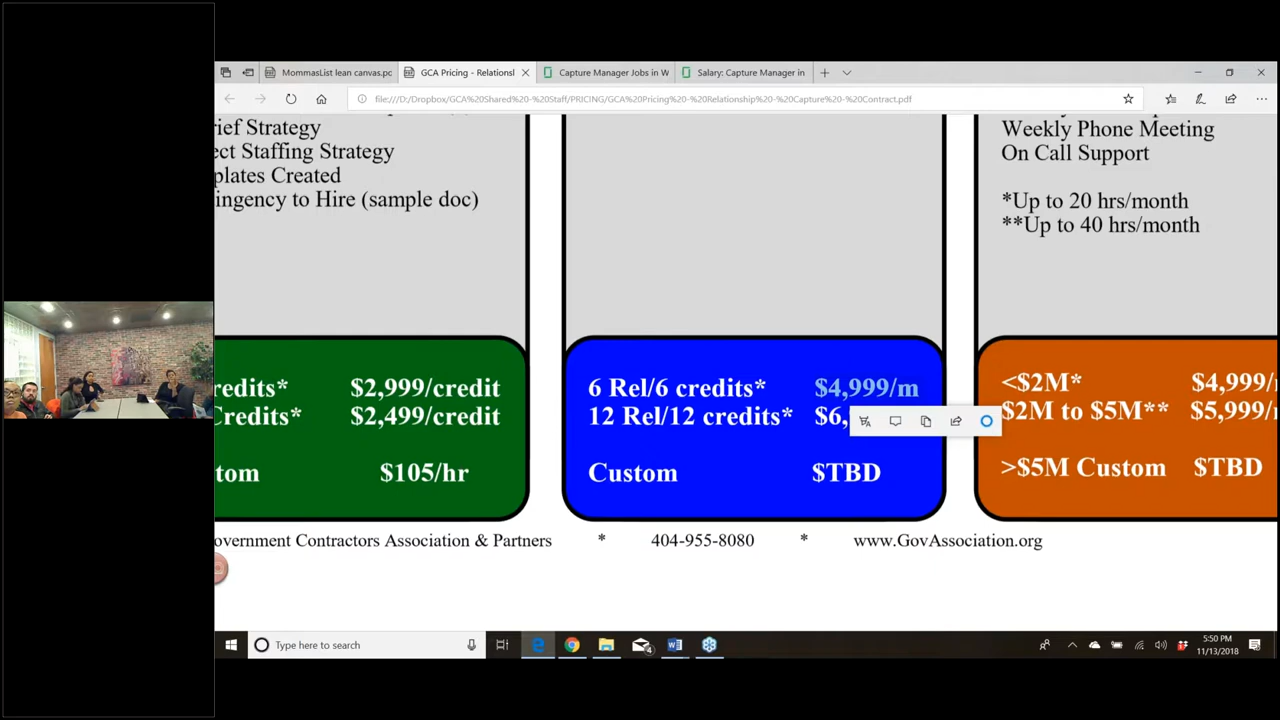 MommasList lean canvas.pc
GCA Pricing - Relationsl
Capture Manager Jobs in W
Salary: Capture Manager in
file:///D:/Dropbox/GCA%20Shared%20-%20Staff/PRICING/GCA%20Pricing%20-%20Relationship%20-%20Capture%20-%20Contract.pdf
rief Strategy
ect Staffing Strategy
plates Created
ingency to Hire (sample doc)
redits* $2,999/credit
Credits* $2,499/credit
tom $105/hr
6 Rel/6 credits* $4,999/m
12 Rel/12 credits* $6,
Custom $TBD
Weekly Phone Meeting
On Call Support
*Up to 20 hrs/month
**Up to 40 hrs/month
<$2M* $4,999/
$2M to $5M** $5,999/
>$5M Custom $TBD
overnment Contractors Association & Partners * 404-955-8080 * www.GovAssociation.org
Type here to search
4
5:50 PM
11/13/2018